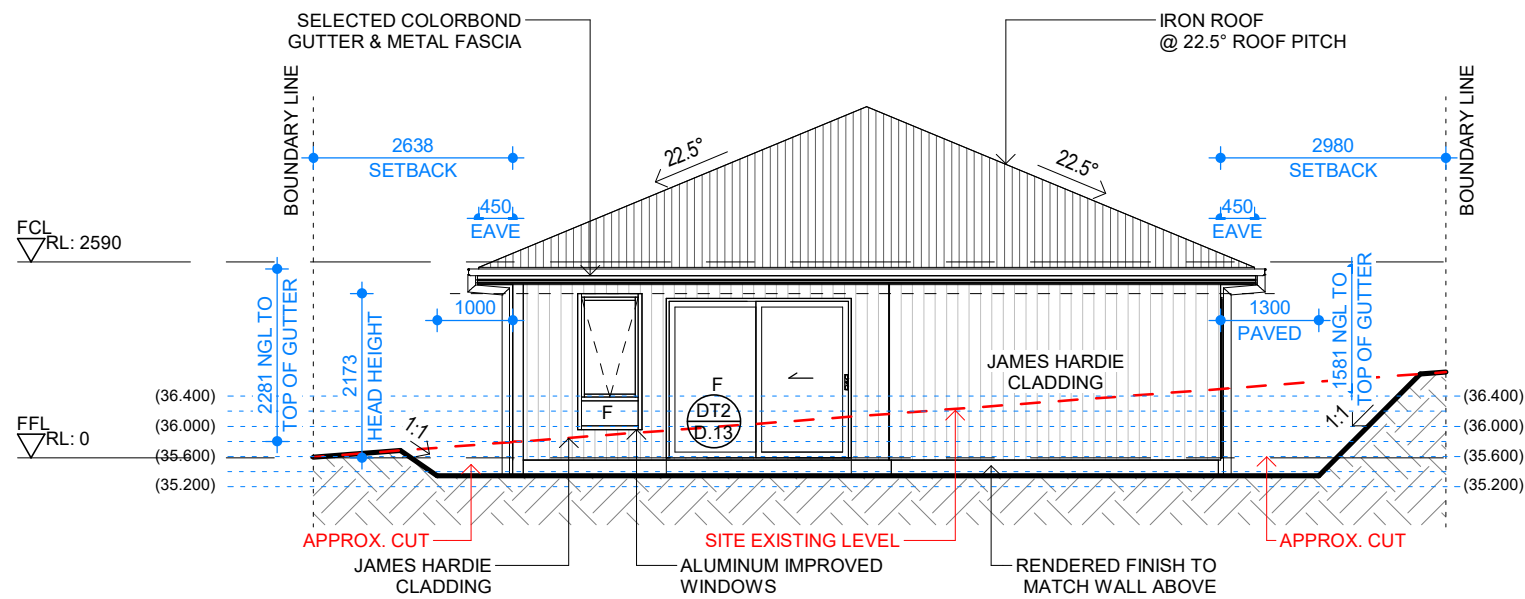 SELECTED COLORBOND
GUTTER & METAL FASCIA
IRON ROOF
@ 22.5° ROOF PITCH
BOUNDARY LINE
BOUNDARY LINE
2638
SETBACK
22.5°
22.5°
2980
SETBACK
450
EAVE
450
EAVE
FCL
RL: 2590
2281 NGL TO
TOP OF GUTTER
2173
HEAD HEIGHT
1000
1300
PAVED
1581 NGL TO
TOP OF GUTTER
JAMES HARDIE
CLADDING
F
F
DT2
D.13
(36.400)
(36.000)
(35.600)
(35.200)
FFL
RL: 0
1:1
1:1
(36.400)
(36.000)
(35.600)
(35.200)
APPROX. CUT
SITE EXISTING LEVEL
APPROX. CUT
JAMES HARDIE
CLADDING
ALUMINUM IMPROVED
WINDOWS
RENDERED FINISH TO
MATCH WALL ABOVE